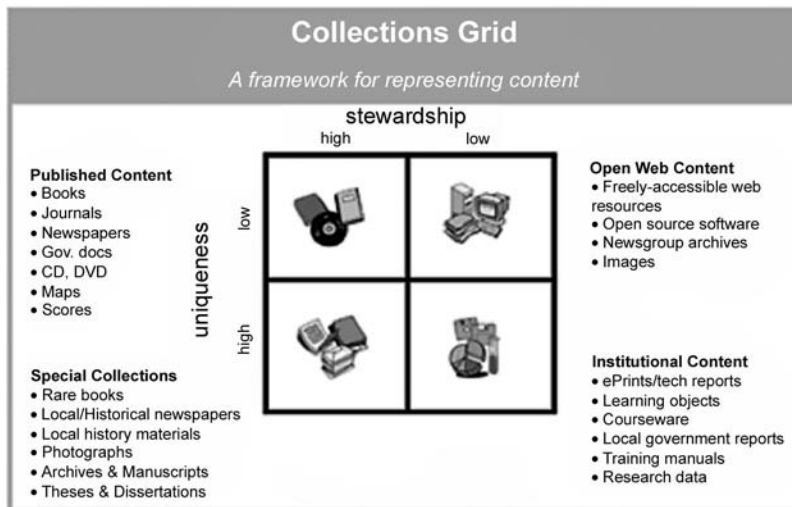 Collections Grid
A framework for representing content
stewardship
high
low
uniqueness
low
high
Published Content
• Books
• Journals
• Newspapers
• Gov. docs
• CD, DVD
• Maps
• Scores
Open Web Content
• Freely-accessible web
resources
• Open source software
• Newsgroup archives
• Images
Special Collections
• Rare books
• Local/Historical newspapers
• Local history materials
• Photographs
• Archives & Manuscripts
• Theses & Dissertations
Institutional Content
• ePrints/tech reports
• Learning objects
• Courseware
• Local government reports
• Training manuals
• Research data